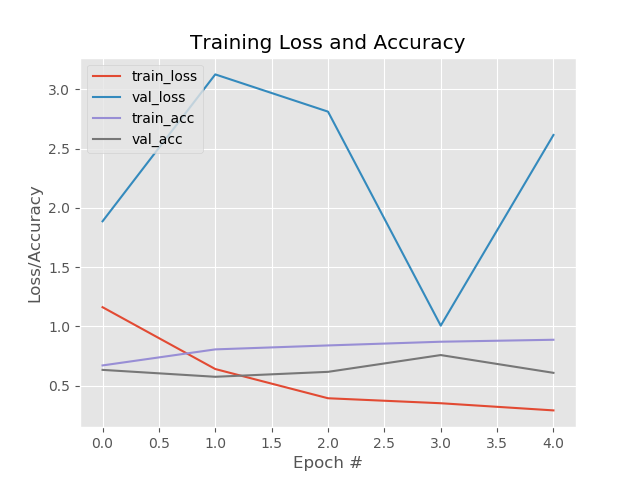 Training Loss and Accuracy
train_loss
val_loss
train_acc
val_acc
3.0
2.5
2.0
1.5
1.0
0.5
Loss/Accuracy
0.0 0.5 1.0 1.5 2.0 2.5 3.0 3.5 4.0
Epoch #